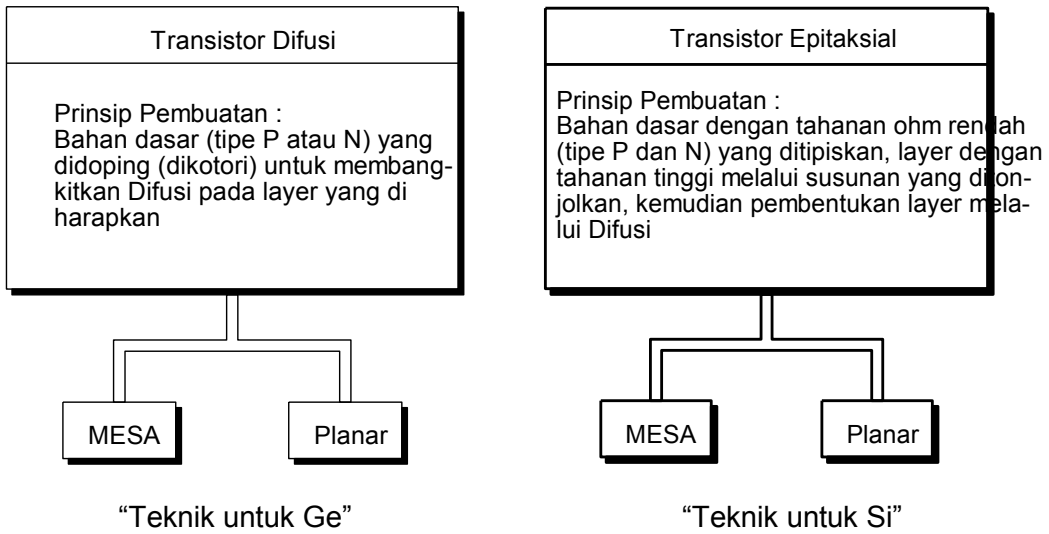 Transistor Difusi
Prinsip Pembuatan :
Bahan dasar (tipe P atau N) yang
didoping (dikotori) untuk membang-
kitkan Difusi pada layer yang di
harapkan
MESA
Planar
“Teknik untuk Ge”
Transistor Epitaksial
Prinsip Pembuatan :
Bahan dasar dengan tahanan ohm rendah
(tipe P dan N) yang ditipiskan, layer dengan
tahanan tinggi melalui susunan yang diton-
jolkan, kemudian pembentukan layer mela-
lui Difusi
MESA
Planar
“Teknik untuk Si”